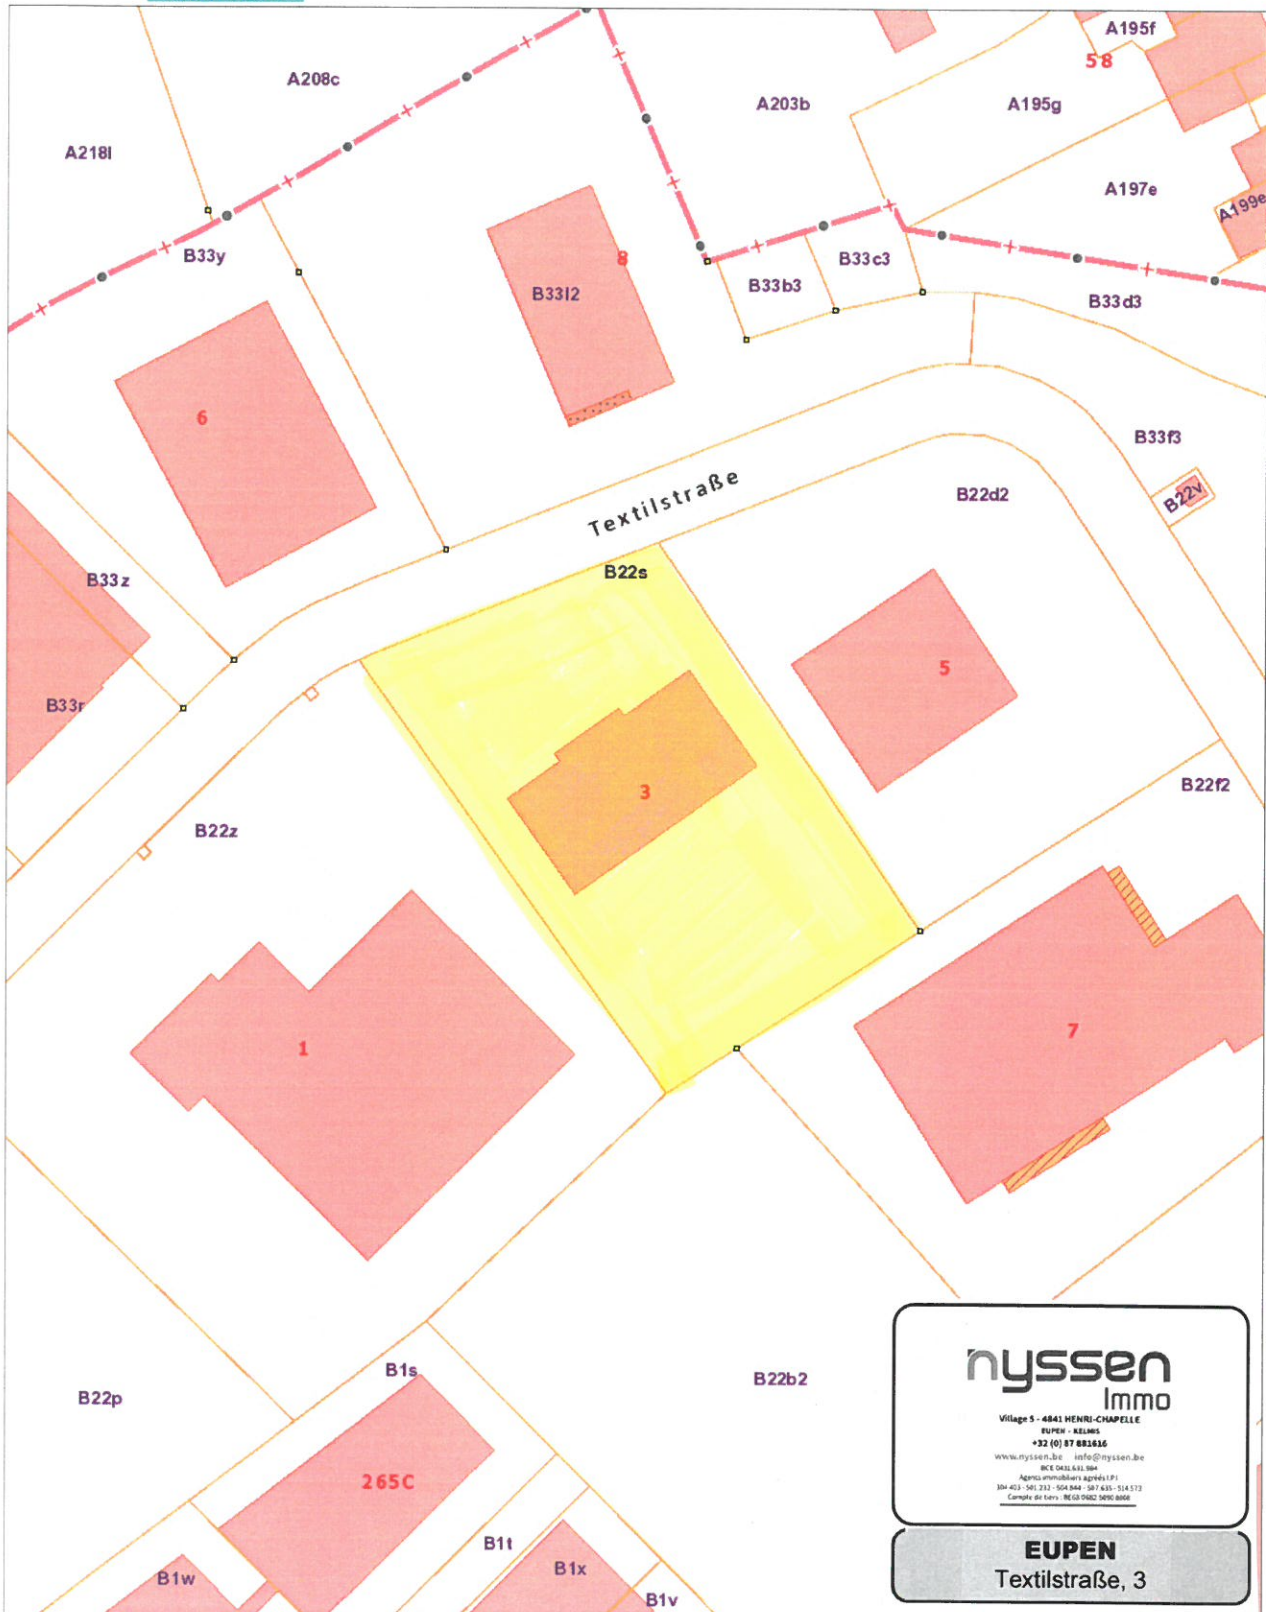 A195f
58
A208c
A203b
A195g
A218l
A197e
A199e
B33y
B33c3
8
B33b3
B33l2
B33d3
6
B33f3
Textilstraße
B22d2
B22v
B22s
B33z
5
B33r
3
B22f2
B22z
7
1
B1s
B22b2
B22p
265C
B1t
B1x
B1w
B1v
nyssen
Immo
Village 5 - 4841 HENRI-CHAPELLE
EUPEN - KELMIS
+32 (0) 87 881616
www.nyssen.be info@nyssen.be
Agents immobiliers agréés I.P.I
EUPEN
Textilstraße, 3